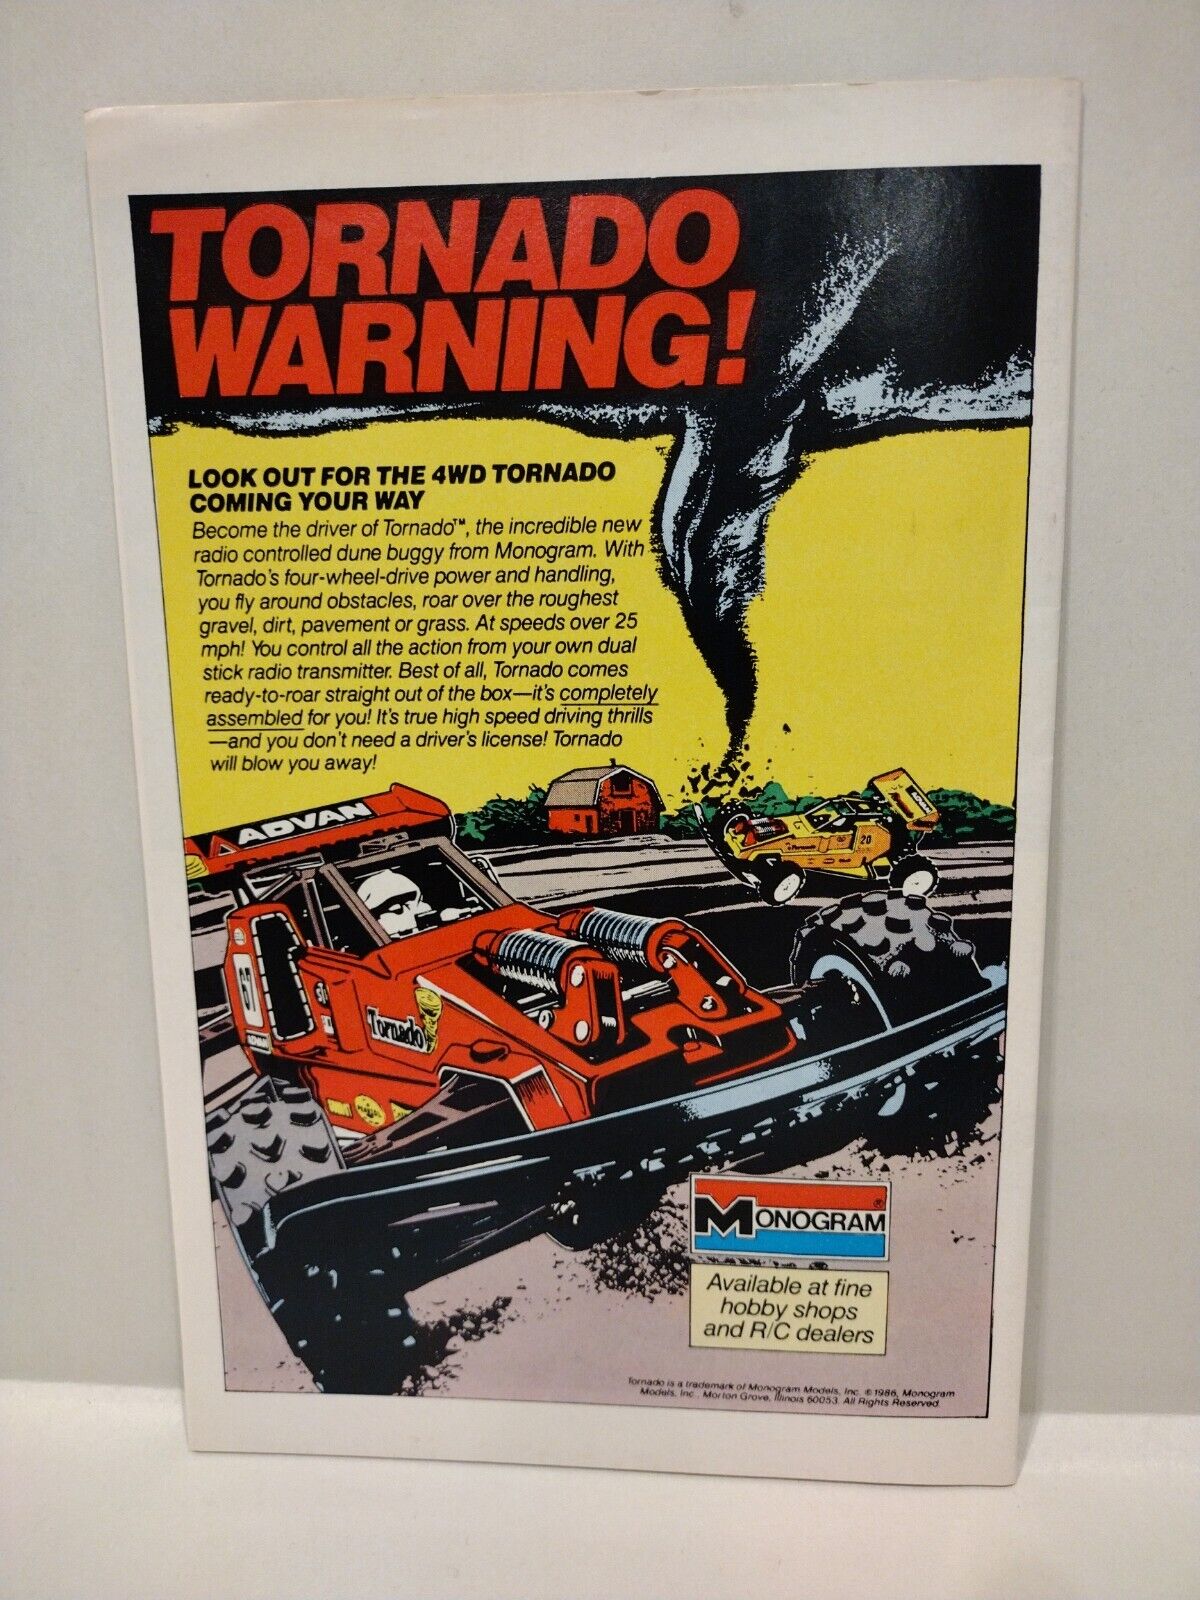 TORNADO
WARNING!
LOOK OUT FOR THE 4WD TORNADO
COMING YOUR WAY
Become the driver of Tornado™, the incredible new
radio controlled dune buggy from Monogram. With
Tornado's four-wheel-drive power and handling,
you fly around obstacles, roar over the roughest
gravel, dirt, pavement or grass. At speeds over 25
mph! You control all the action from your own dual
stick radio transmitter. Best of all, Tornado comes
ready-to-roar straight out of the box—it's completely
assembled for you! It's true high speed driving thrills
—and you don't need a driver's license! Tornado
will blow you away!
ADVAN
20
67
ADVAN
Tornado
MONOGRAM®
Available at fine
hobby shops
and R/C dealers
Tornado is a trademark of Monogram Models, Inc. © 1986, Monogram
Models, Inc. Morton Grove, Illinois 60053. All Rights Reserved.